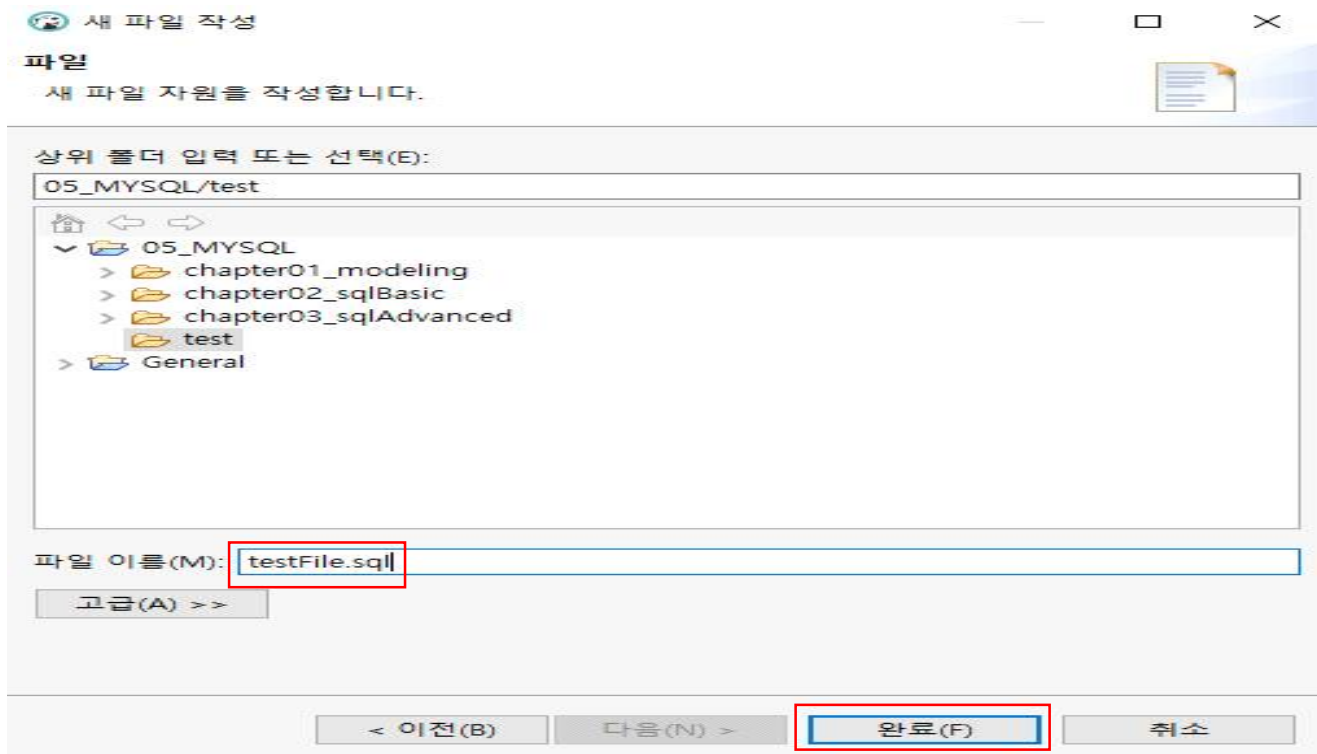 새 파일 작성
파일
새 파일 자원을 작성합니다.
상위 폴더 입력 또는 선택(E):
05_MYSQL/test
05_MYSQL
chapter01_modeling
chapter02_sqlBasic
chapter03_sqlAdvanced
test
General
파일 이름(M): testFile.sql
고급(A) >>
< 이전(B) 다음(N) > 완료(F) 취소